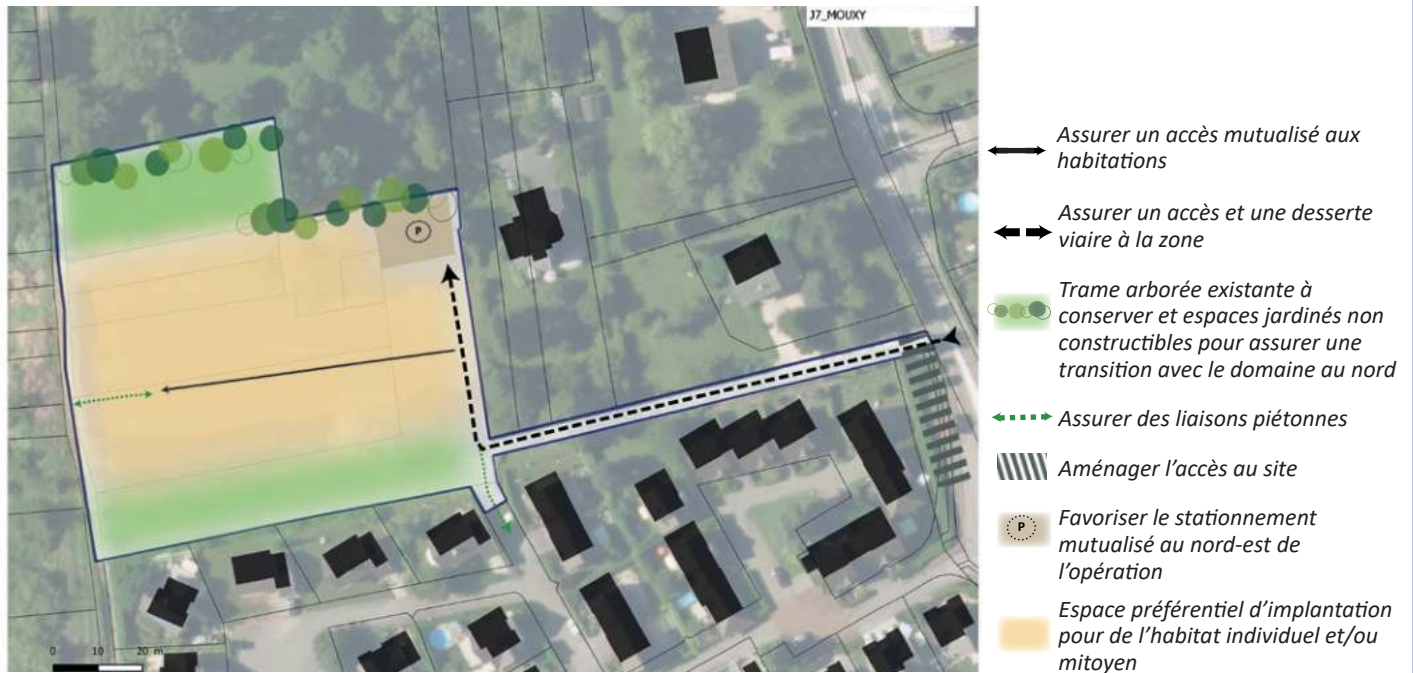 J7_MOUXY
P
0 10 20 m
Assurer un accès mutualisé aux
habitations
Assurer un accès et une desserte
viaire à la zone
Trame arborée existante à
conserver et espaces jardinés non
constructibles pour assurer une
transition avec le domaine au nord
Assurer des liaisons piétonnes
Aménager l’accès au site
P
Favoriser le stationnement
mutualisé au nord-est de
l’opération
Espace préférentiel d’implantation
pour de l’habitat individuel et/ou
mitoyen